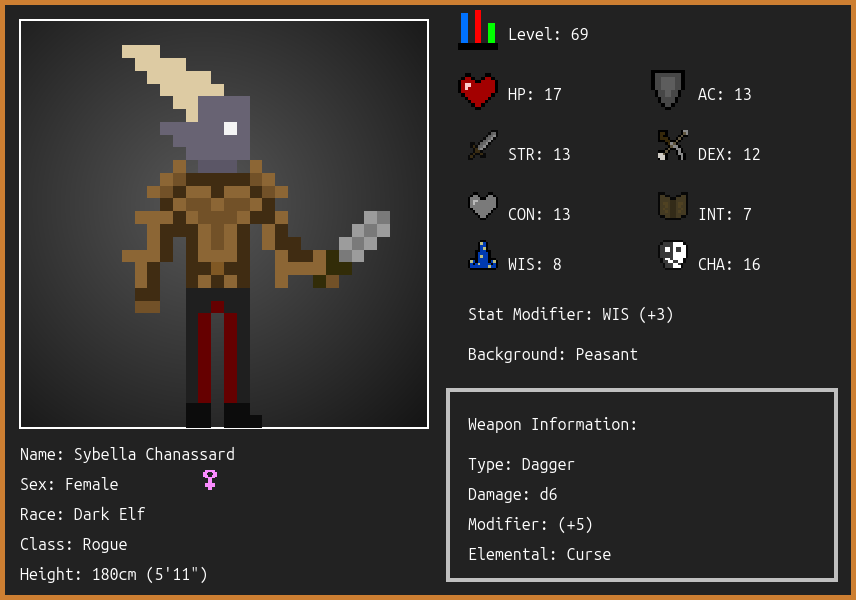 Level: 69
HP: 17
AC: 13
STR: 13
DEX: 12
CON: 13
INT: 7
WIS: 8
CHA: 16
Stat Modifier: WIS (+3)
Background: Peasant
Weapon Information:
Type: Dagger
Damage: d6
Modifier: (+5)
Elemental: Curse
Name: Sybella Chanassard
Sex: Female
Race: Dark Elf
Class: Rogue
Height: 180cm (5'11")